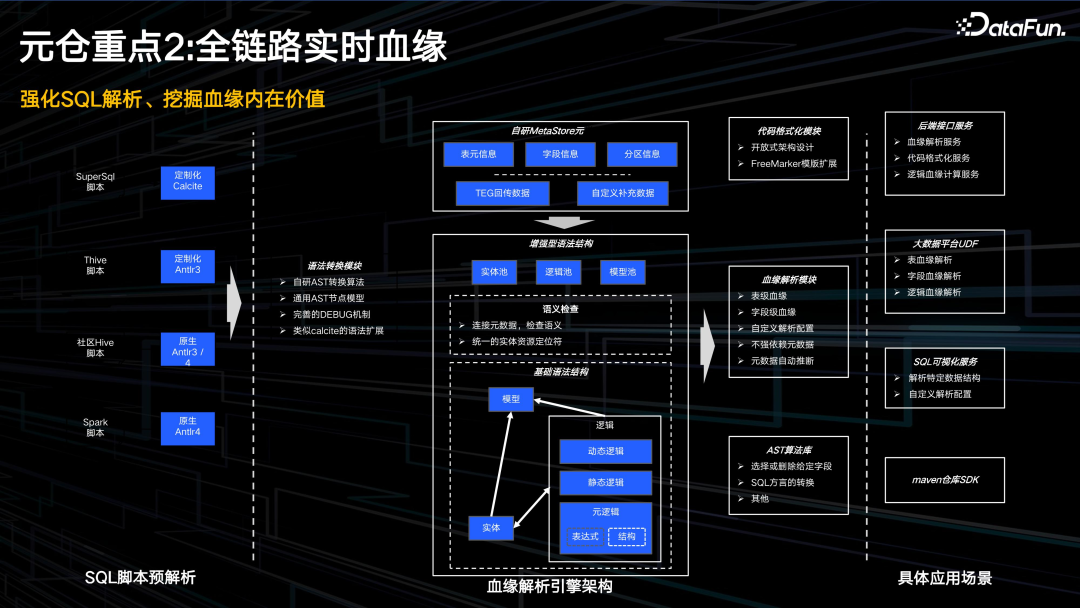 元仓重点2:全链路实时血缘
DataFun.
强化SQL解析、挖掘血缘内在价值
SuperSql
脚本
定制化
Calcite
Thive
脚本
定制化
Antlr3
社区Hive
脚本
原生
Antlr3 /
4
Spark
脚本
原生
Antlr4
SQL脚本预解析
语法转换模块
➢ 自研AST转换算法
➢ 通用AST节点模型
➢ 完善的DEBUG机制
➢ 类似calcite的语法扩展
自研MetaStore元
表元信息
字段信息
分区信息
TEG回传数据
自定义补充数据
增强型语法结构
实体池
逻辑池
模型池
语义检查
➢ 连接元数据，检查语义
➢ 统一的实体资源定位符
基础语法结构
模型
逻辑
动态逻辑
静态逻辑
元逻辑
表达式
结构
实体
血缘解析引擎架构
代码格式化模块
➢ 开放式架构设计
➢ FreeMarker模版扩展
血缘解析模块
➢ 表级血缘
➢ 字段级血缘
➢ 自定义解析配置
➢ 不强依赖元数据
➢ 元数据自动推断
AST算法库
➢ 选择或删除给定字段
➢ SQL方言的转换
➢ 其他
后端接口服务
➢ 血缘解析服务
➢ 代码格式化服务
➢ 逻辑血缘计算服务
大数据平台UDF
➢ 表血缘解析
➢ 字段血缘解析
➢ 逻辑血缘解析
SQL可视化服务
➢ 解析特定数据结构
➢ 自定义解析配置
maven仓库SDK
具体应用场景